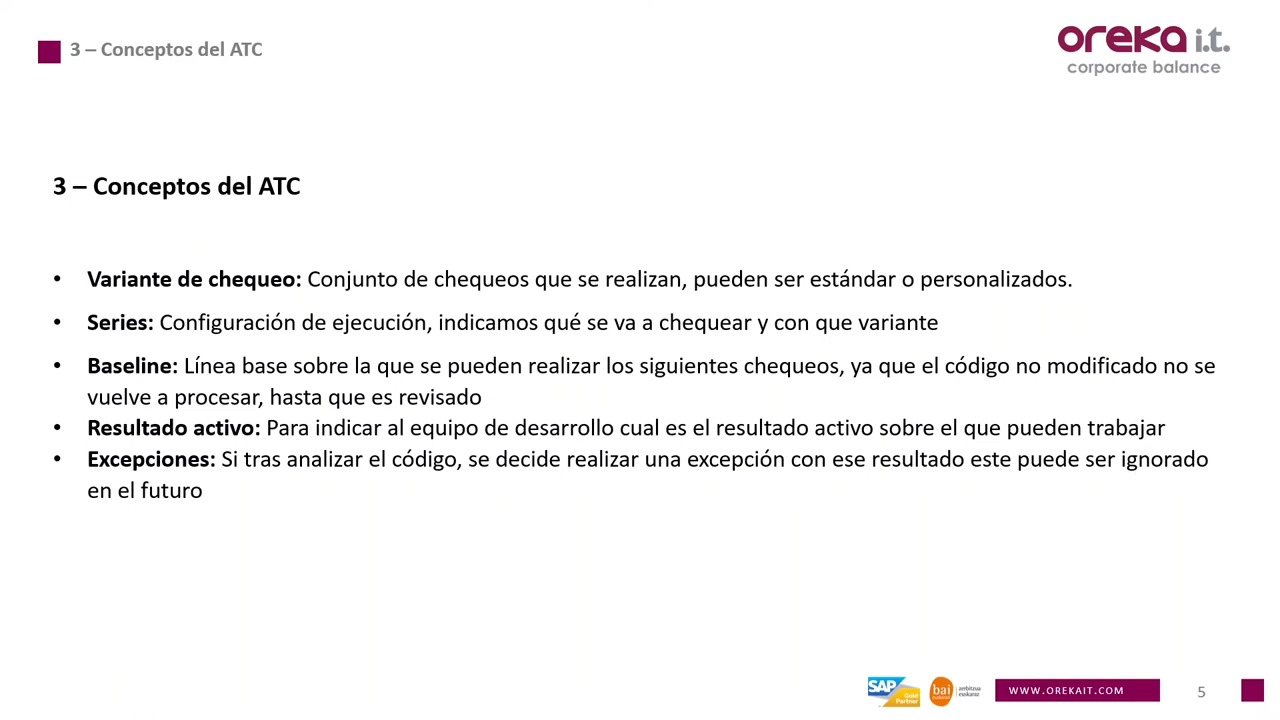 3 – Conceptos del ATC
oreka i.t.
corporate balance
3 – Conceptos del ATC
• Variante de chequeo: Conjunto de chequeos que se realizan, pueden ser estándar o personalizados.
• Series: Configuración de ejecución, indicamos qué se va a chequear y con que variante
• Baseline: Línea base sobre la que se pueden realizar los siguientes chequeos, ya que el código no modificado no se
vuelve a procesar, hasta que es revisado
• Resultado activo: Para indicar al equipo de desarrollo cual es el resultado activo sobre el que pueden trabajar
• Excepciones: Si tras analizar el código, se decide realizar una excepción con ese resultado este puede ser ignorado
en el futuro
SAP
Gold
Partner
bai
euskarari
zerbitzua
euskaraz
WWW.OREKAIT.COM
5